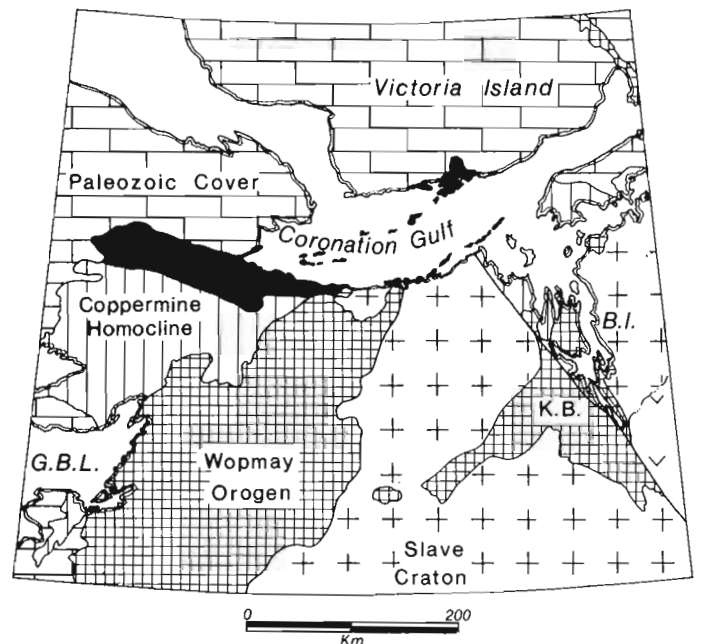 Victoria Island
Paleozoic Cover
Coronation Gulf
Coppermine
Homocline
B.I.
K.B.
G.B.L.
Wopmay
Orogen
Slave
Craton
0 200
Km